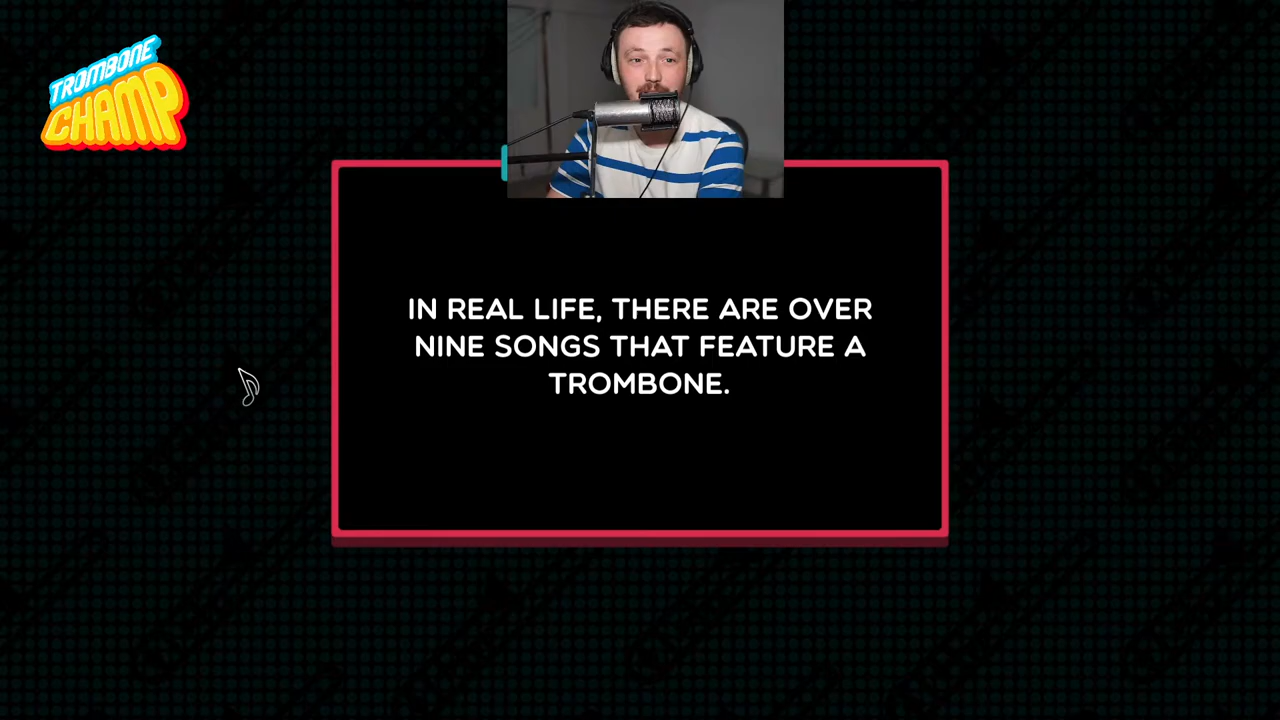 TROMBONE
CHAMP
IN REAL LIFE, THERE ARE OVER
NINE SONGS THAT FEATURE A
TROMBONE.